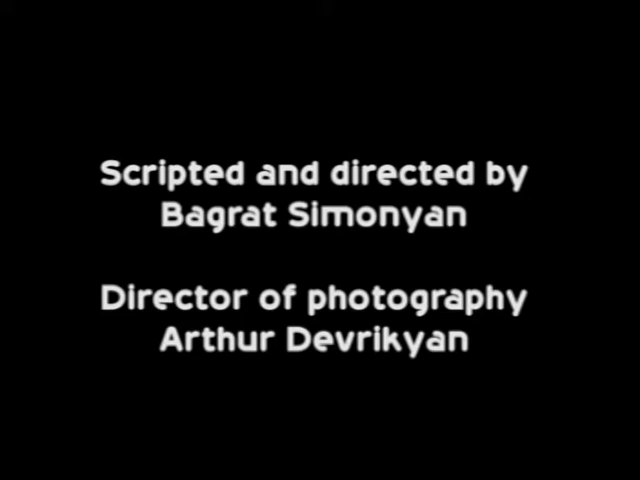 Scripted and directed by
Bagrat Simonyan
Director of photography
Arthur Devrikyan